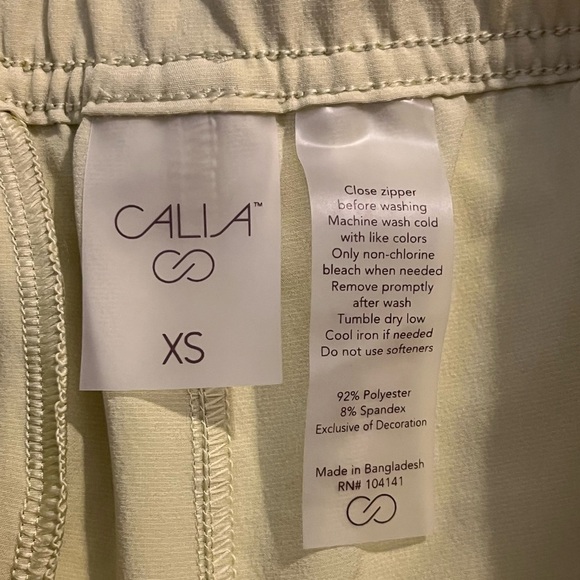 CALIA™
XS
Close zipper
before washing
Machine wash cold
with like colors
Only non-chlorine
bleach when needed
Remove promptly
after wash
Tumble dry low
Cool iron if needed
Do not use softeners
92% Polyester
8% Spandex
Exclusive of Decoration
Made in Bangladesh
RN# 104141